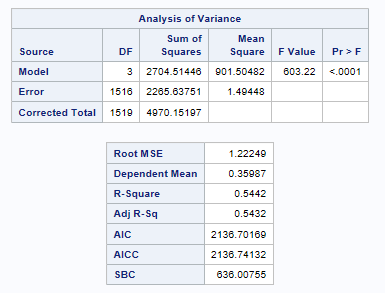 Analysis of Variance
Source DF Sum of Squares Mean Square F Value Pr > F
Model 3 2704.51446 901.50482 603.22 <.0001
Error 1516 2265.63751 1.49448
Corrected Total 1519 4970.15197
Root MSE 1.22249
Dependent Mean 0.35987
R-Square 0.5442
Adj R-Sq 0.5432
AIC 2136.70169
AICC 2136.74132
SBC 636.00755